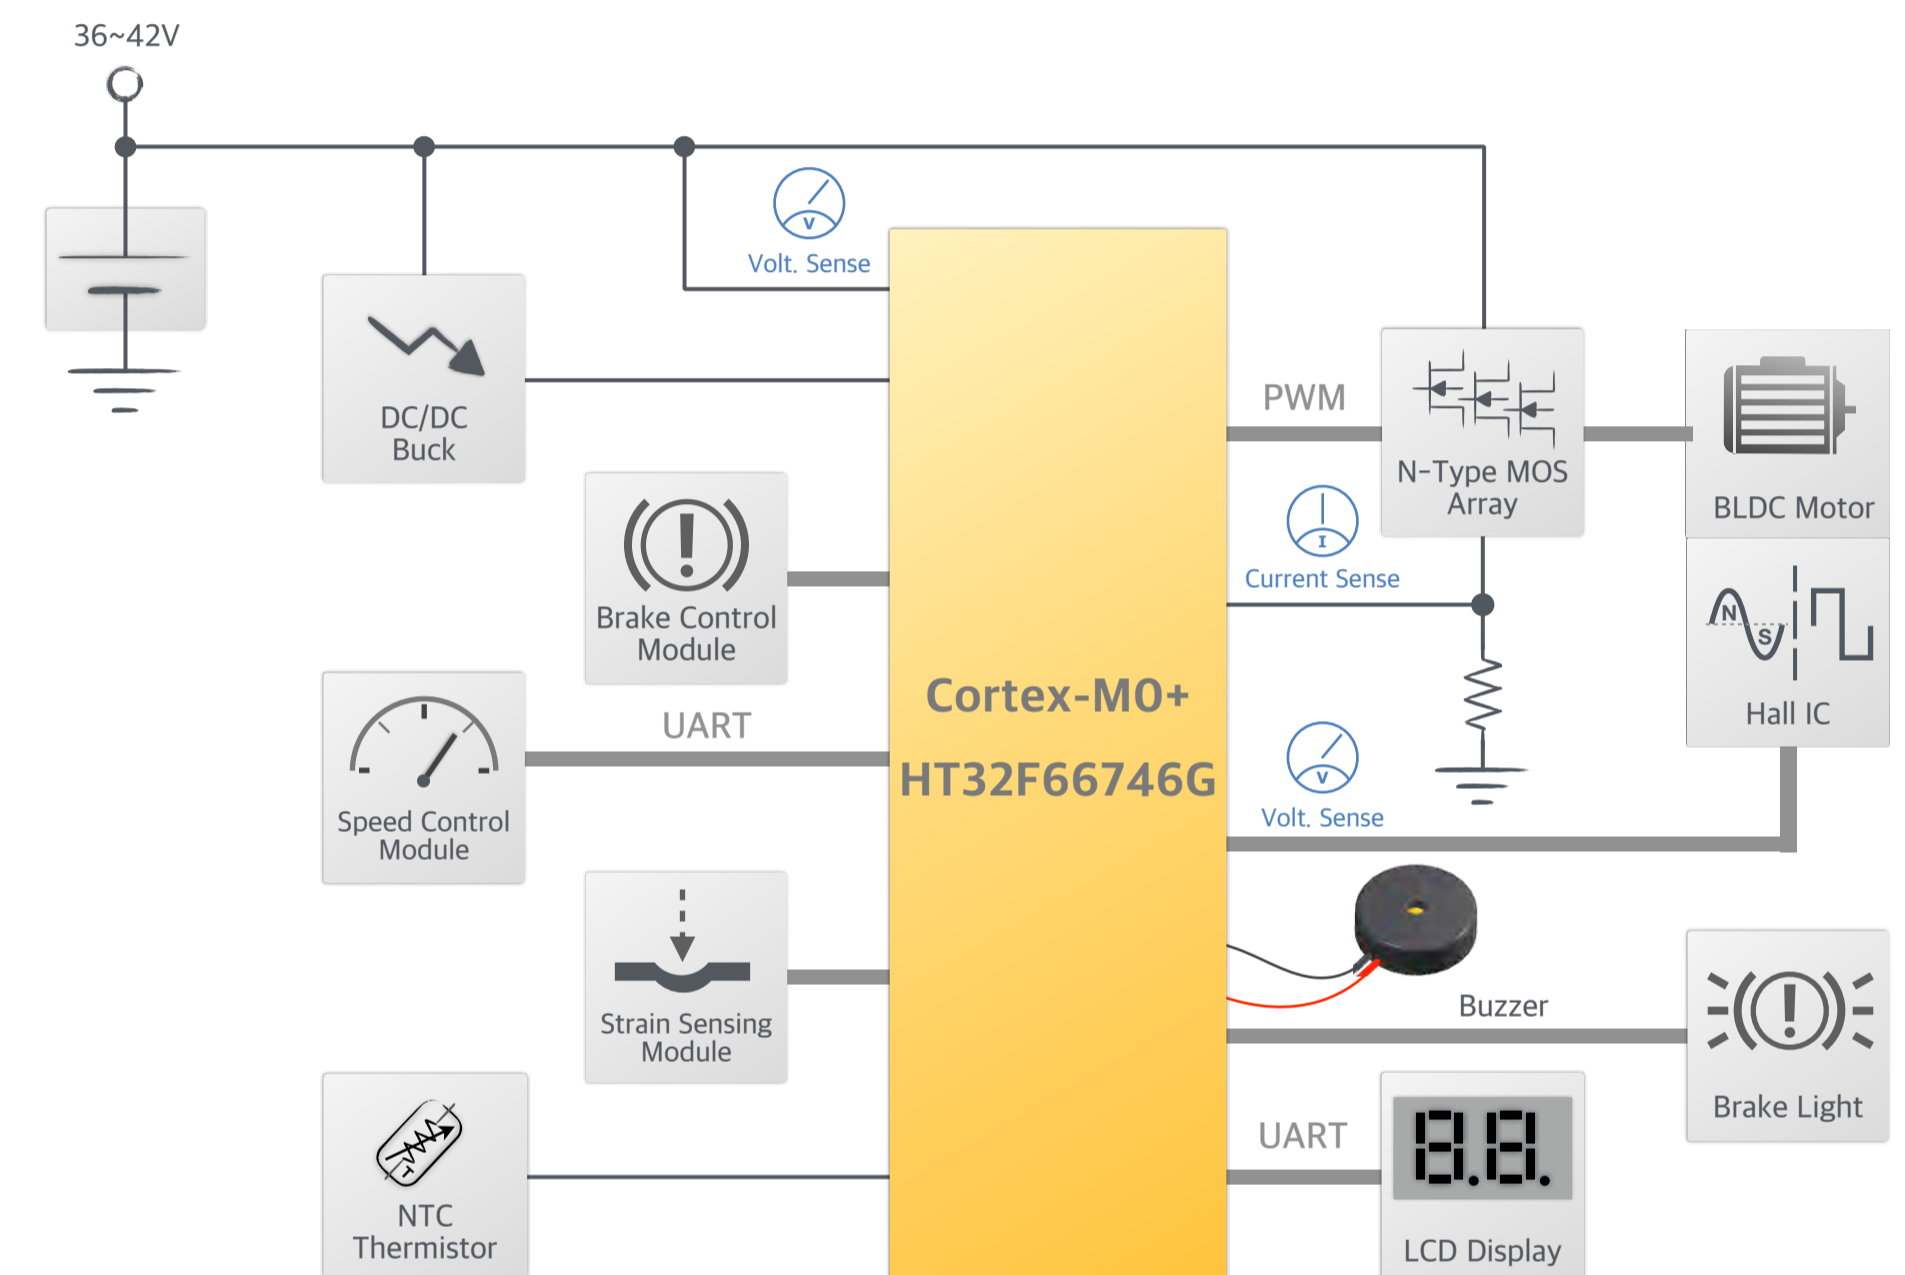 36~42V
V
Volt. Sense
DC/DC
Buck
PWM
N-Type MOS
Array
BLDC Motor
I
Current Sense
Brake Control
Module
N
S
Hall IC
Cortex-M0+
HT32F66746G
UART
V
Volt. Sense
Speed Control
Module
Strain Sensing
Module
Buzzer
Brake Light
UART
8.8.
LCD Display
T
NTC
Thermistor